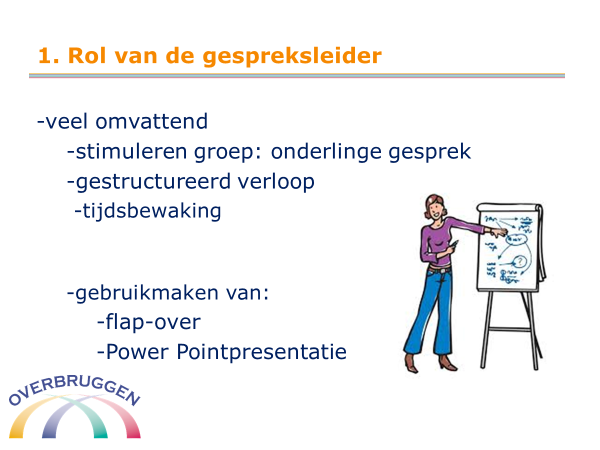 1. Rol van de gespreksleider
-veel omvattend
-stimuleren groep: onderlinge gesprek
-gestructureerd verloop
-tijdsbewaking
-gebruikmaken van:
-flap-over
-Power Pointpresentatie
OVERBRUGGEN